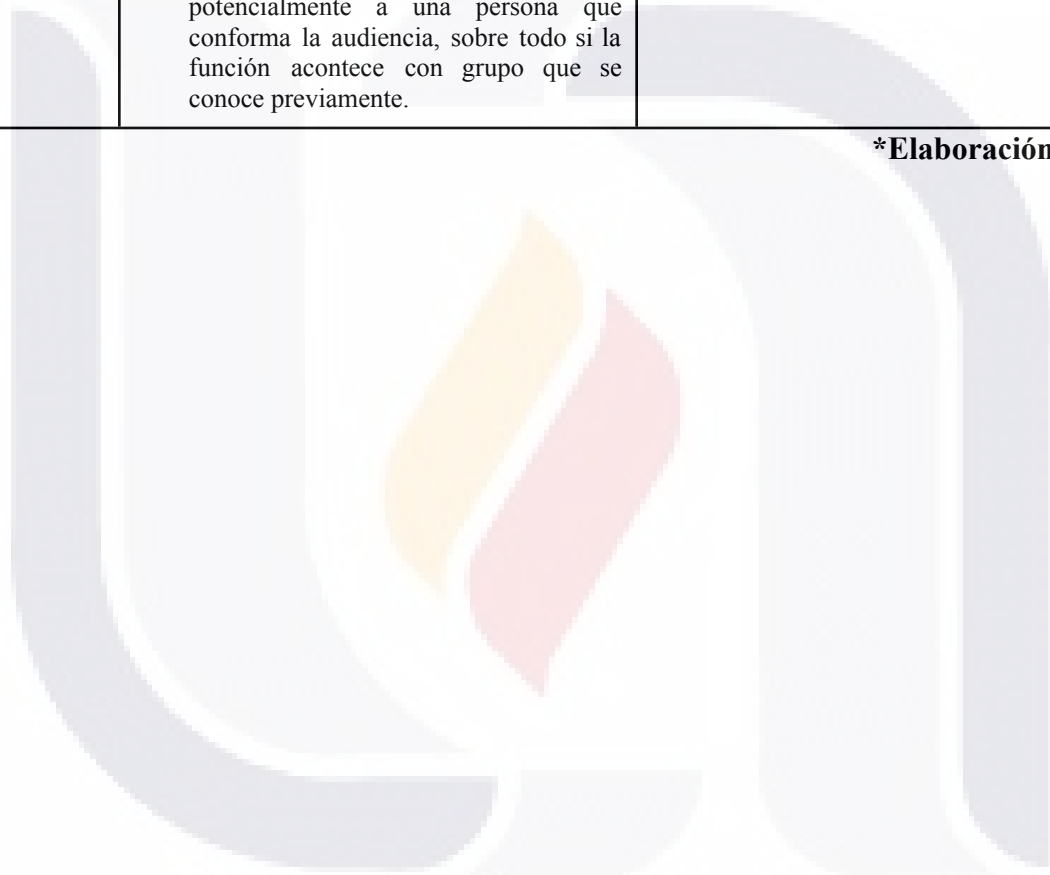 potencialmente a una persona que
conforma la audiencia, sobre todo si la
función acontece con grupo que se
conoce previamente.
*Elaboración